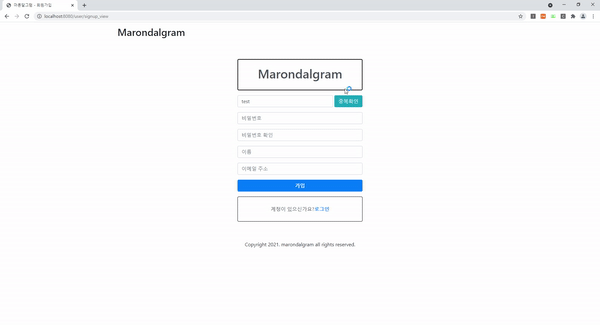 마론달그램 - 회원가입
localhost:8080/user/signup_view
Marondalgram
Marondalgram
test
중복확인
비밀번호
비밀번호 확인
이름
이메일 주소
가입
계정이 있으신가요?로그인
Copyright 2021. marondalgram all rights reserved.